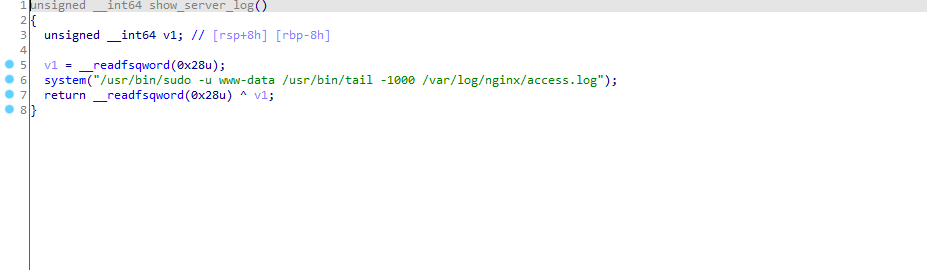 1 unsigned __int64 show_server_log()
2 {
3 unsigned __int64 v1; // [rsp+8h] [rbp-8h]
4
5 v1 = __readfsqword(0x28u);
6 system("/usr/bin/sudo -u www-data /usr/bin/tail -1000 /var/log/nginx/access.log");
7 return __readfsqword(0x28u) ^ v1;
8 }